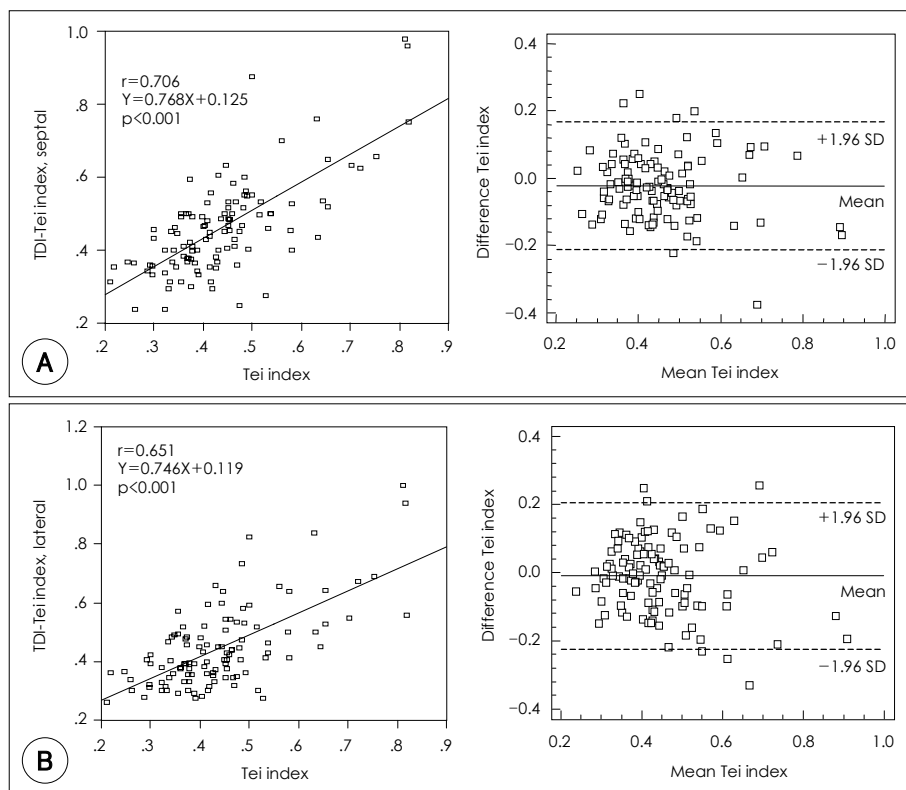 1.0
.8
.6
.4
.2
.2
.3
.4
.5
.6
.7
.8
.9
TDI-Tei index, septal
Tei index
r=0.706
Y=0.768X+0.125
p<0.001
0.4
0.2
0.0
−0.2
−0.4
0.2
0.4
0.6
0.8
1.0
Difference Tei index
Mean Tei index
+1.96 SD
Mean
−1.96 SD
A
1.2
1.0
.8
.6
.4
.2
.2
.3
.4
.5
.6
.7
.8
.9
TDI-Tei index, lateral
Tei index
r=0.651
Y=0.746X+0.119
p<0.001
0.4
0.2
0.0
−0.2
−0.4
0.2
0.4
0.6
0.8
1.0
Difference Tei index
Mean Tei index
+1.96 SD
Mean
−1.96 SD
B